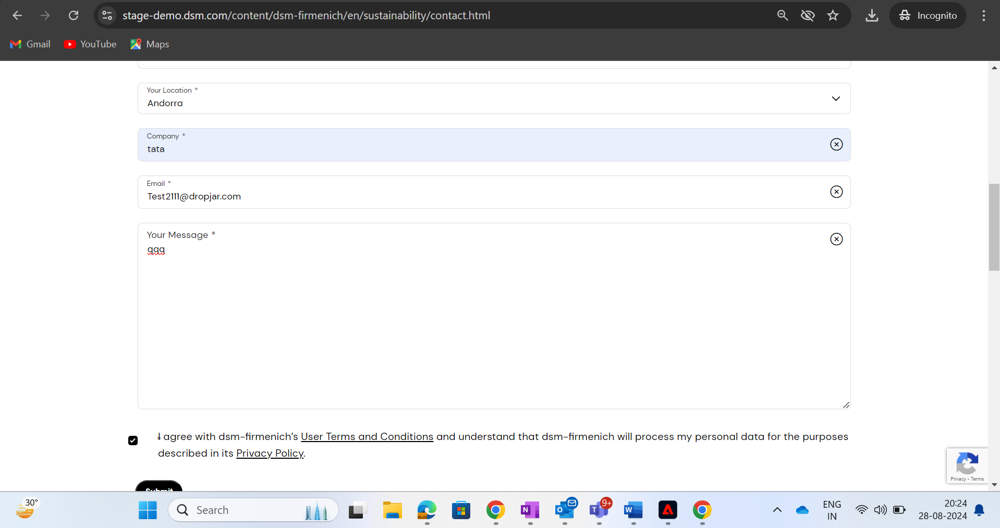 stage-demo.dsm.com/content/dsm-firmenich/en/sustainability/contact.html
Incognito
Gmail
YouTube
Maps
Your Location *
Andorra
Company *
tata
Email *
Test2111@dropjar.com
Your Message *
qqq
I agree with dsm-firmenich's User Terms and Conditions and understand that dsm-firmenich will process my personal data for the purposes
described in its Privacy Policy.
Privacy - Terms
Submit
30°
Search
9+
ENG
IN
20:24
28-08-2024